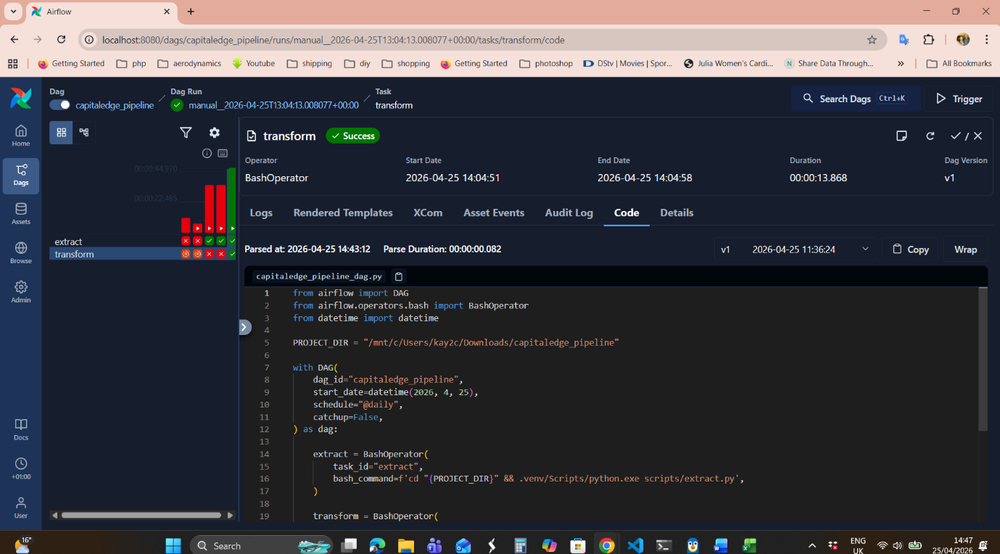 Airflow
localhost:8080/dags/capitaledge_pipeline/runs/manual__2026-04-25T13:04:13.008077+00:00/tasks/transform/code
Getting Started php aerodynamics Youtube shipping diy shopping Getting Started photoshop DStv | Movies | Spor... Julia Women's Cardi... Share Data Through... » All Bookmarks
Dag Dag Run Task
capitaledge_pipeline manual__2026-04-25T13:04:13.008077+00:00 transform
Search Dags Ctrl+K Trigger
Home
Dags
Assets
Browse
Admin
Docs
+01:00
User
00:00:44.970
00:00:22.485
extract
transform
transform Success
Operator Start Date End Date Duration Dag Version
BashOperator 2026-04-25 14:04:51 2026-04-25 14:04:58 00:00:13.868 v1
Logs Rendered Templates XCom Asset Events Audit Log Code Details
Parsed at: 2026-04-25 14:43:12 Parse Duration: 00:00:00.082 v1 2026-04-25 11:36:24 Copy Wrap
capitaledge_pipeline_dag.py
1 from airflow import DAG
2 from airflow.operators.bash import BashOperator
3 from datetime import datetime
4
5 PROJECT_DIR = "/mnt/c/Users/kay2c/Downloads/capitaledge_pipeline"
6
7 with DAG(
8 dag_id="capitaledge_pipeline",
9 start_date=datetime(2026, 4, 25),
10 schedule="@daily",
11 catchup=False,
12 ) as dag:
13
14 extract = BashOperator(
15 task_id="extract",
16 bash_command=f'cd "{PROJECT_DIR}" && .venv/Scripts/python.exe scripts/extract.py',
17 )
18
19 transform = BashOperator(
16°
Search
ENG
UK
14:47
25/04/2026